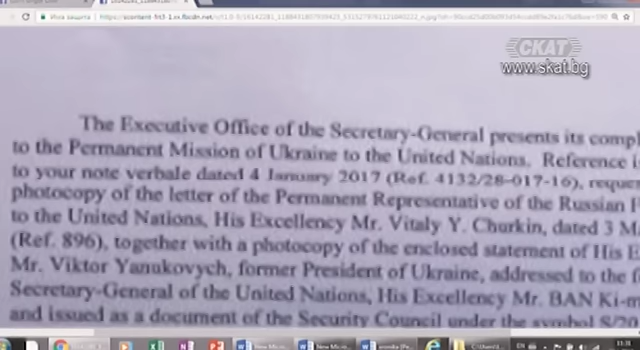 СКАТ
www.skat.bg
The Executive Office of the Secretary-General presents its compl
to the Permanent Mission of Ukraine to the United Nations. Reference i
to your note verbale dated 4 January 2017 (Ref. 4132/28-017-16), reque
photocopy of the letter of the Permanent Representative of the Russian F
to the United Nations, His Excellency Mr. Vitaly Y. Churkin, dated 3 M
(Ref. 896), together with a photocopy of the enclosed statement of His E
Mr. Viktor Yanukovych, former President of Ukraine, addressed to the f
Secretary-General of the United Nations, His Excellency Mr. BAN Ki-m
and issued as a document of the Security Council under the symbol S/20
EN
11:31